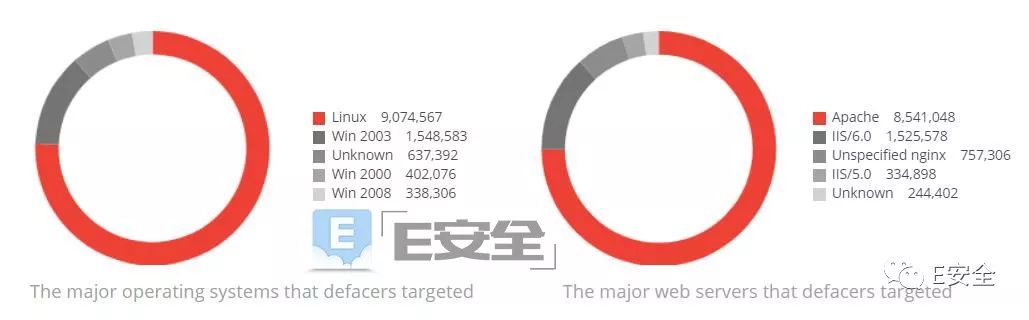 Linux 9,074,567
Win 2003 1,548,583
Unknown 637,392
Win 2000 402,076
Win 2008 338,306
E
E安全
The major operating systems that defacers targeted
Apache 8,541,048
IIS/6.0 1,525,578
Unspecified nginx 757,306
IIS/5.0 334,898
Unknown 244,402
E安全
The major web servers that defacers targeted